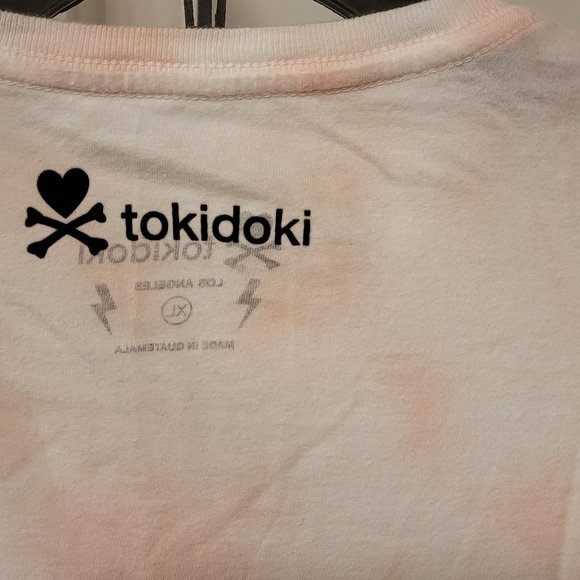 tokidoki
tokidoki
LOS ANGELES
XL
MADE IN GUATEMALA